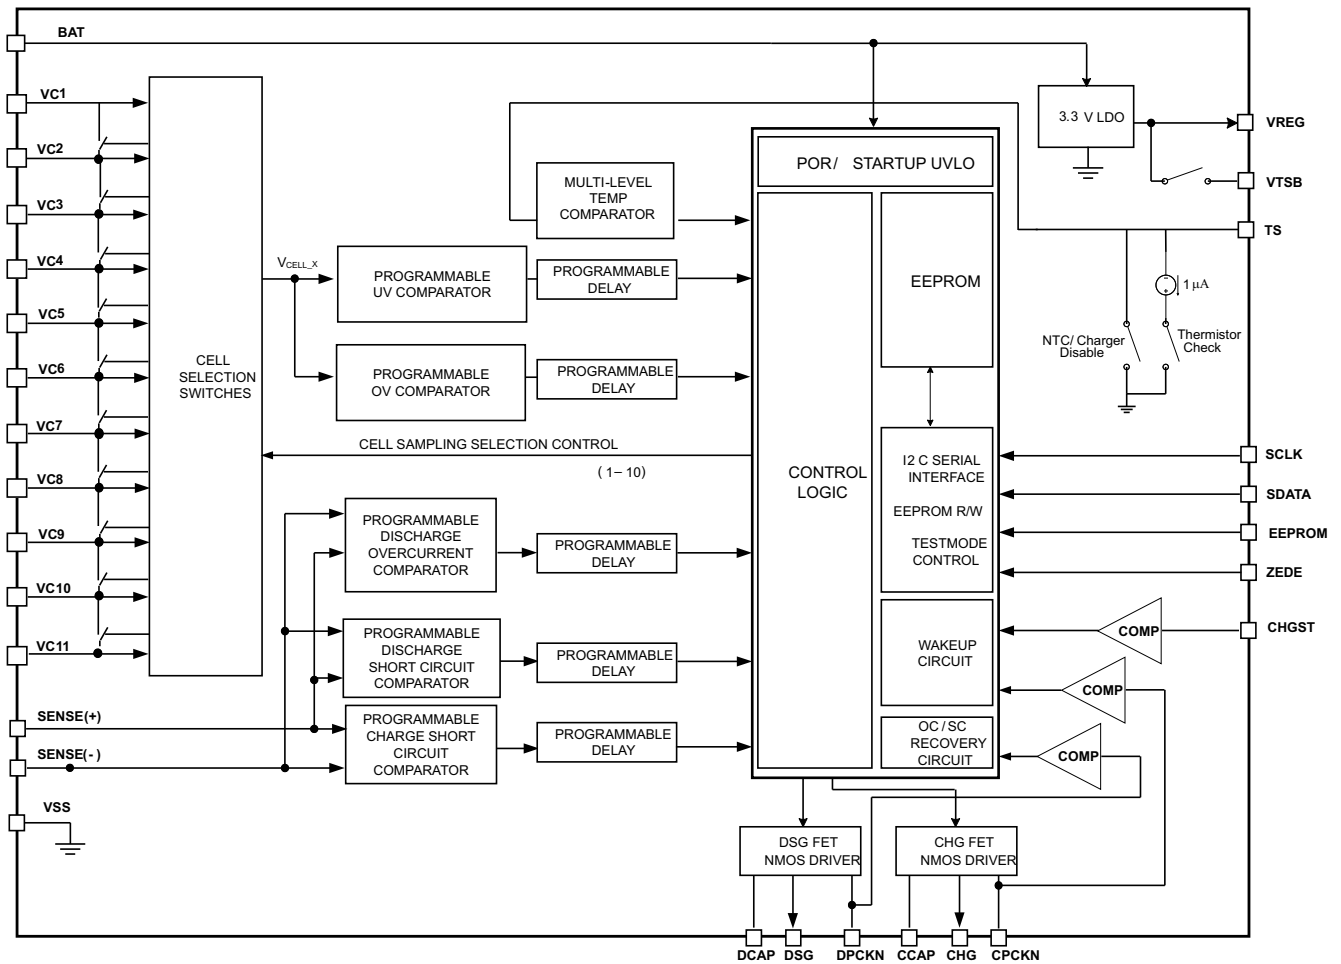 BAT
VC1
VC2
VC3
VC4
VC5
VC6
VC7
VC8
VC9
VC10
VC11
SENSE(+)
SENSE(-)
VSS
CELL
SELECTION
SWITCHES
VCELL_X
MULTI-LEVEL
TEMP
COMPARATOR
PROGRAMMABLE
UV COMPARATOR
PROGRAMMABLE
DELAY
PROGRAMMABLE
OV COMPARATOR
PROGRAMMABLE
DELAY
CELL SAMPLING SELECTION CONTROL
( 1– 10)
PROGRAMMABLE
DISCHARGE
OVERCURRENT
COMPARATOR
PROGRAMMABLE
DELAY
PROGRAMMABLE
DISCHARGE
SHORT CIRCUIT
COMPARATOR
PROGRAMMABLE
DELAY
PROGRAMMABLE
CHARGE SHORT
CIRCUIT
COMPARATOR
PROGRAMMABLE
DELAY
POR/ STARTUP UVLO
CONTROL
LOGIC
EEPROM
I2 C SERIAL
INTERFACE
EEPROM R/W
TESTMODE
CONTROL
WAKEUP
CIRCUIT
OC/SC
RECOVERY
CIRCUIT
3.3 V LDO
1 µA
NTC/ Charger
Disable
Thermistor
Check
COMP
COMP
COMP
VREG
VTSB
TS
SCLK
SDATA
EEPROM
ZEDE
CHGST
DSG FET
NMOS DRIVER
CHG FET
NMOS DRIVER
DCAP DSG DPCKN CCAP CHG CPCKN